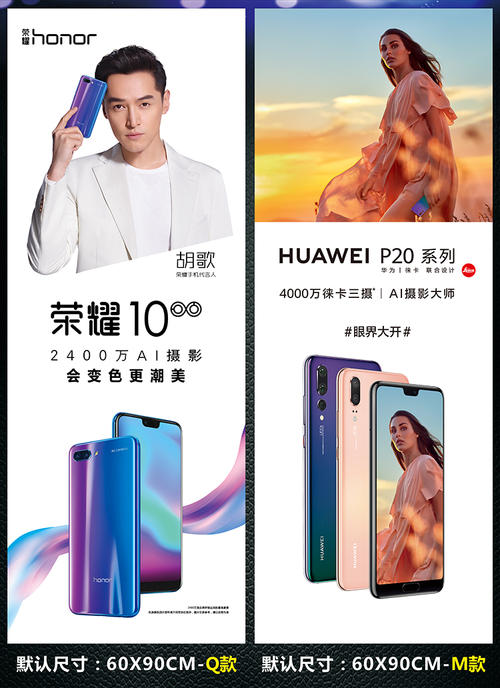 荣耀 honor
胡歌
荣耀手机代言人
荣耀10
2400万AI摄影
会变色更潮美
honor
默认尺寸：60X90CM-Q款
HUAWEI P20 系列
华为 | 徕卡 联合设计
4000万徕卡三摄* | AI摄影大师
#眼界大开#
HUAWEI
HUAWEI
默认尺寸：60X90CM-M款